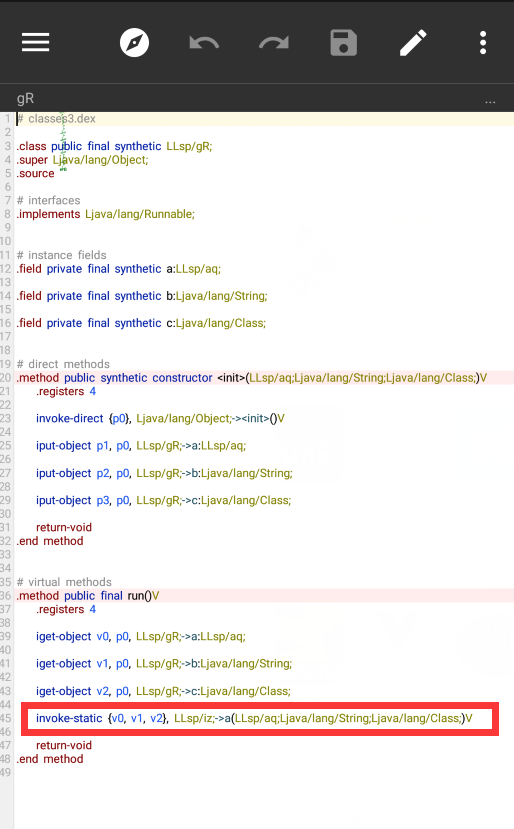 gR
...
1 # classes3.dex
2
3 .class public final synthetic LLsp/gR;
4 .super Ljava/lang/Object;
5 .source
6
7 # interfaces
8 .implements Ljava/lang/Runnable;
9
10
11 # instance fields
12 .field private final synthetic a:LLsp/aq;
13
14 .field private final synthetic b:Ljava/lang/String;
15
16 .field private final synthetic c:Ljava/lang/Class;
17
18
19 # direct methods
20 .method public synthetic constructor <init>(LLsp/aq;Ljava/lang/String;Ljava/lang/Class;)V
21 .registers 4
22
23 invoke-direct {p0}, Ljava/lang/Object;-><init>()V
24
25 iput-object p1, p0, LLsp/gR;->a:LLsp/aq;
26
27 iput-object p2, p0, LLsp/gR;->b:Ljava/lang/String;
28
29 iput-object p3, p0, LLsp/gR;->c:Ljava/lang/Class;
30
31 return-void
32 .end method
33
34
35 # virtual methods
36 .method public final run()V
37 .registers 4
38
39 iget-object v0, p0, LLsp/gR;->a:LLsp/aq;
40
41 iget-object v1, p0, LLsp/gR;->b:Ljava/lang/String;
42
43 iget-object v2, p0, LLsp/gR;->c:Ljava/lang/Class;
44
45 invoke-static {v0, v1, v2}, LLsp/iz;->a(LLsp/aq;Ljava/lang/String;Ljava/lang/Class;)V
46
47 return-void
48 .end method
49